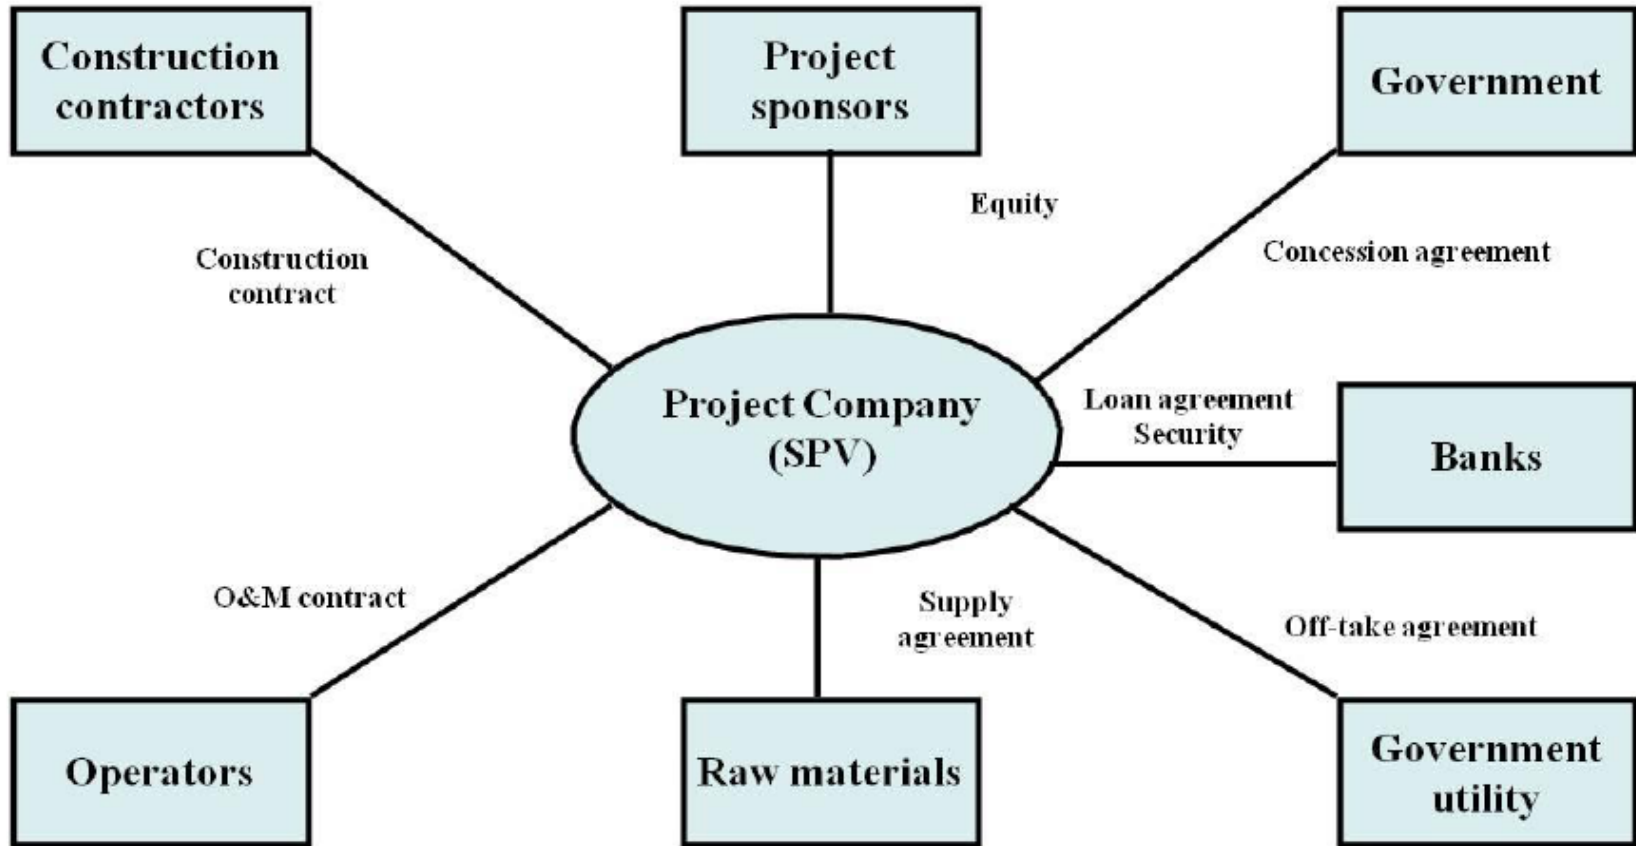 Construction
contractors
Project
sponsors
Government
Equity
Construction
contract
Concession agreement
Project Company
(SPV)
Loan agreement
Security
Banks
O&M contract
Supply
agreement
Off-take agreement
Operators
Raw materials
Government
utility